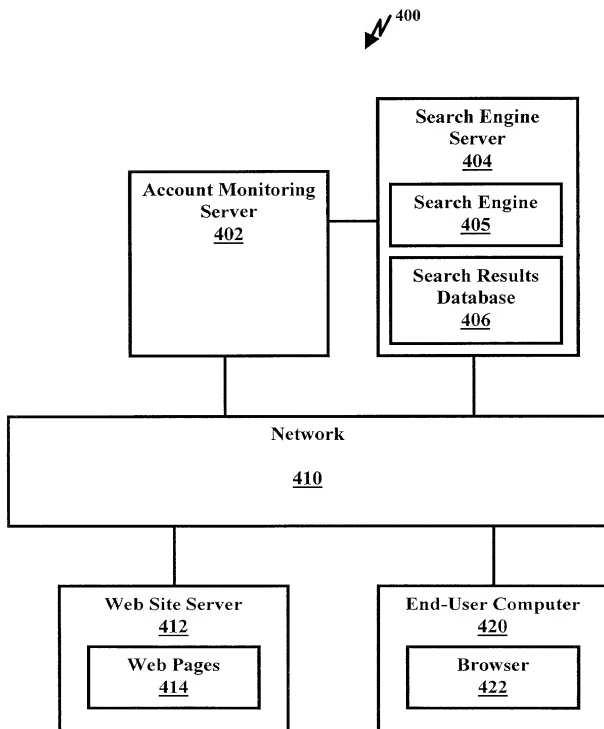 400
Search Engine
Server
404
Search Engine
405
Search Results
Database
406
Account Monitoring
Server
402
Network
410
Web Site Server
412
Web Pages
414
End-User Computer
420
Browser
422